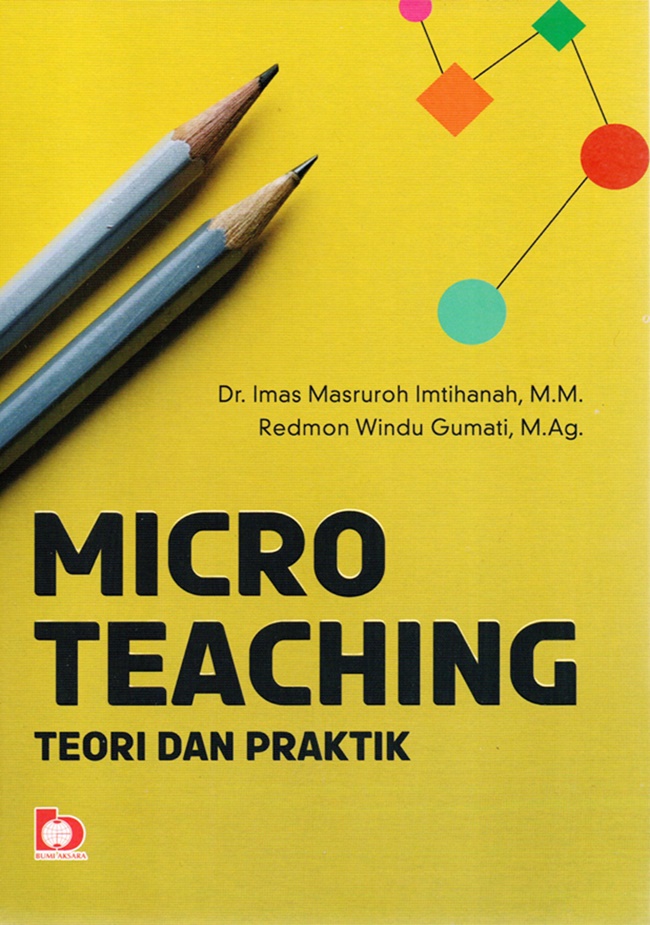 Dr. Imas Masruroh Imtihanah, M.M.
Redmon Windu Gumati, M.Ag.
MICRO
TEACHING
TEORI DAN PRAKTIK
BUMI AKSARA